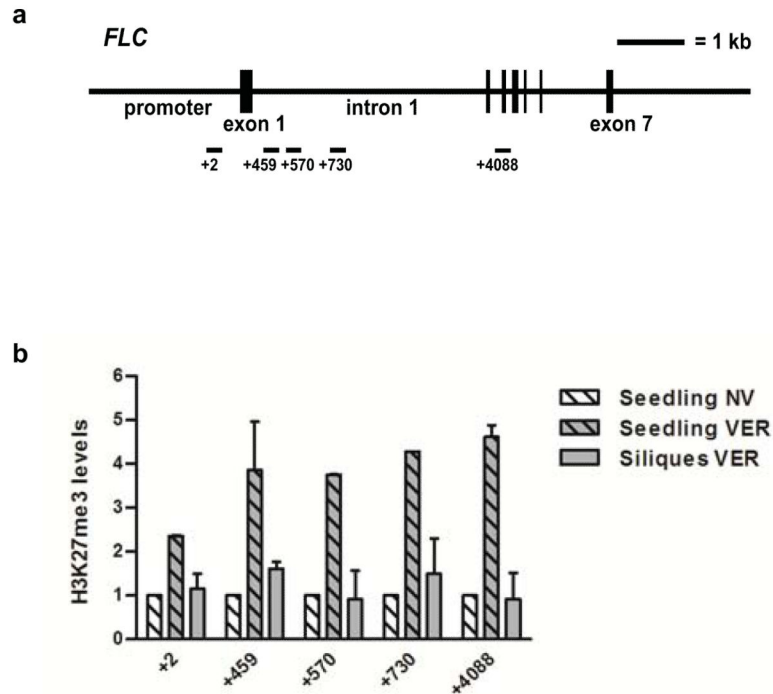 a
FLC
= 1 kb
promoter
exon 1
intron 1
exon 7
+2
+459
+570
+730
+4088
b
H3K27me3 levels
6
5
4
3
2
1
0
+2
+459
+570
+730
+4088
Seedling NV
Seedling VER
Siliques VER